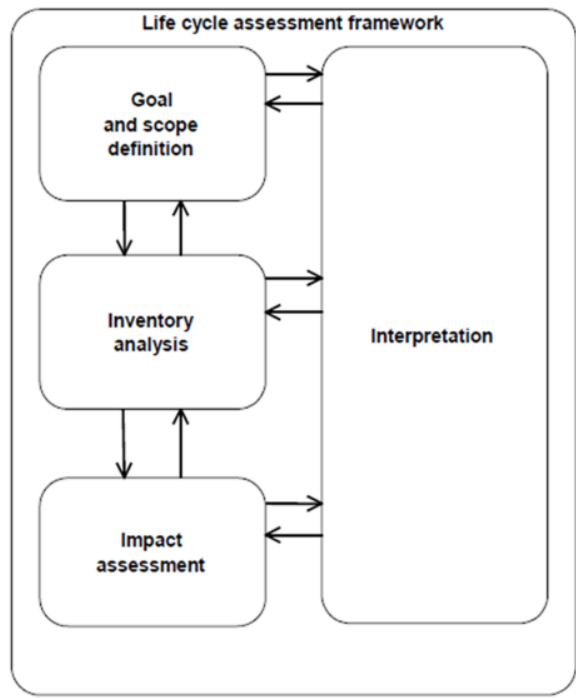 Life cycle assessment framework
Goal
and scope
definition
Inventory
analysis
Interpretation
Impact
assessment